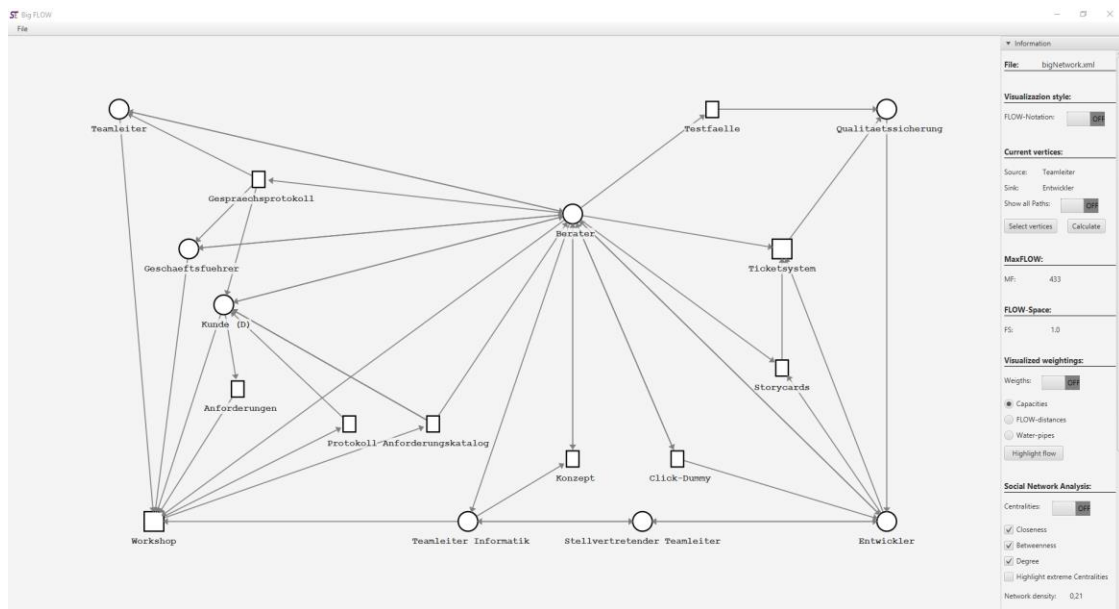 ST Big FLOW
File
Information
File: bigNetwork.xml
Visualizazion style:
FLOW-Notation: OFF
Current vertices:
Source: Teamleiter
Sink: Entwickler
Show all Paths: OFF
Select vertices Calculate
MaxFLOW:
MF: 433
FLOW-Space:
FS: 1.0
Visualized weightings:
Weigths: OFF
Capacities
FLOW-distances
Water-pipes
Highlight flow
Social Network Analysis:
Centralities: OFF
Closeness
Betweenness
Degree
Highlight extreme Centralities
Network density: 0,21
Teamleiter
Testfaelle
Qualitaetssicherung
Gespraechsprotokoll
Berater
Geschaeftsfuehrer
Ticketsystem
Kunde (D)
Storycards
Anforderungen
Protokoll
Anforderungskatalog
Konzept
Click-Dummy
Workshop
Teamleiter Informatik
Stellvertretender Teamleiter
Entwickler